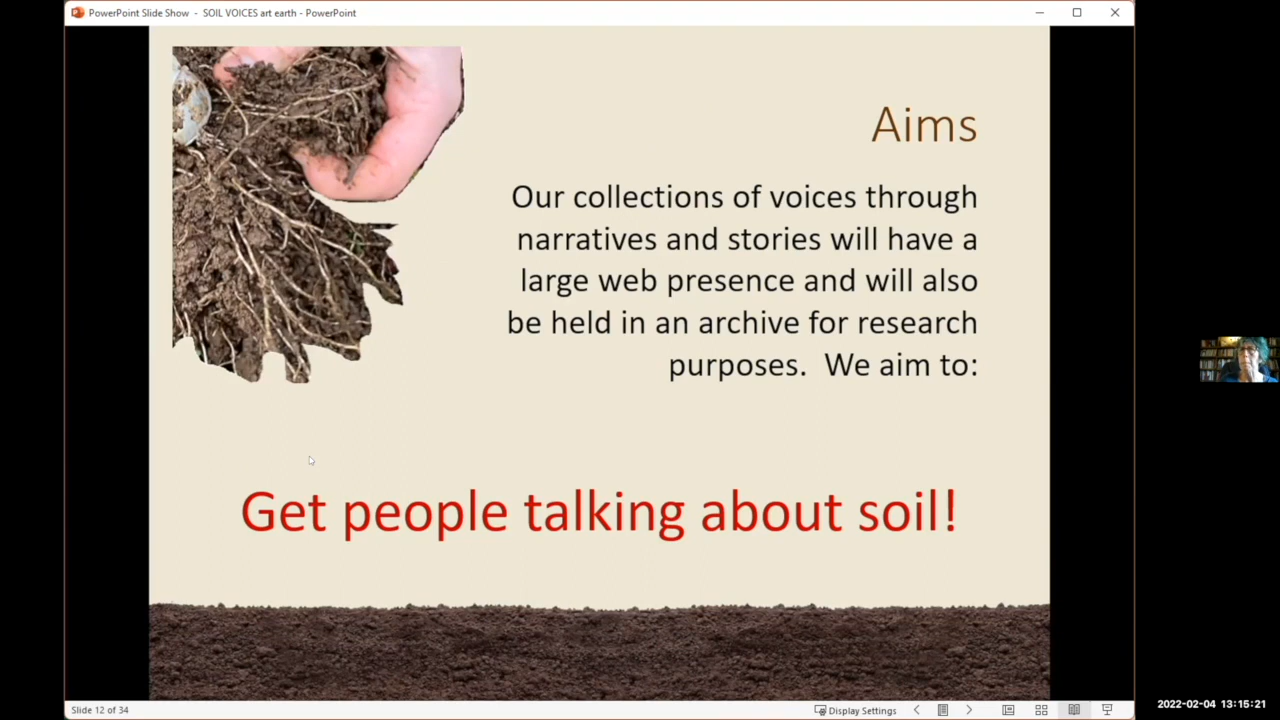 PowerPoint Slide Show - SOIL VOICES art earth - PowerPoint
Aims
Our collections of voices through
narratives and stories will have a
large web presence and will also
be held in an archive for research
purposes. We aim to:
Get people talking about soil!
Slide 12 of 34
Display Settings
2022-02-04 13:15:21